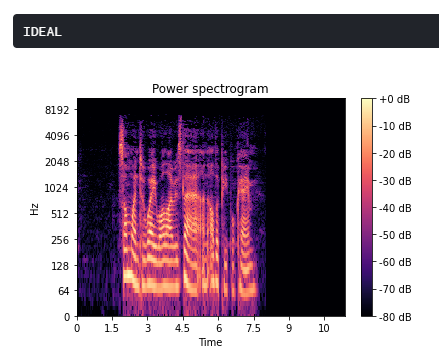 IDEAL
Power spectrogram
+0 dB
8192
-10 dB
4096
-20 dB
2048
-30 dB
1024
Hz
512
-40 dB
256
-50 dB
128
-60 dB
64
-70 dB
0
-80 dB
0 1.5 3 4.5 6 7.5 9 10
Time